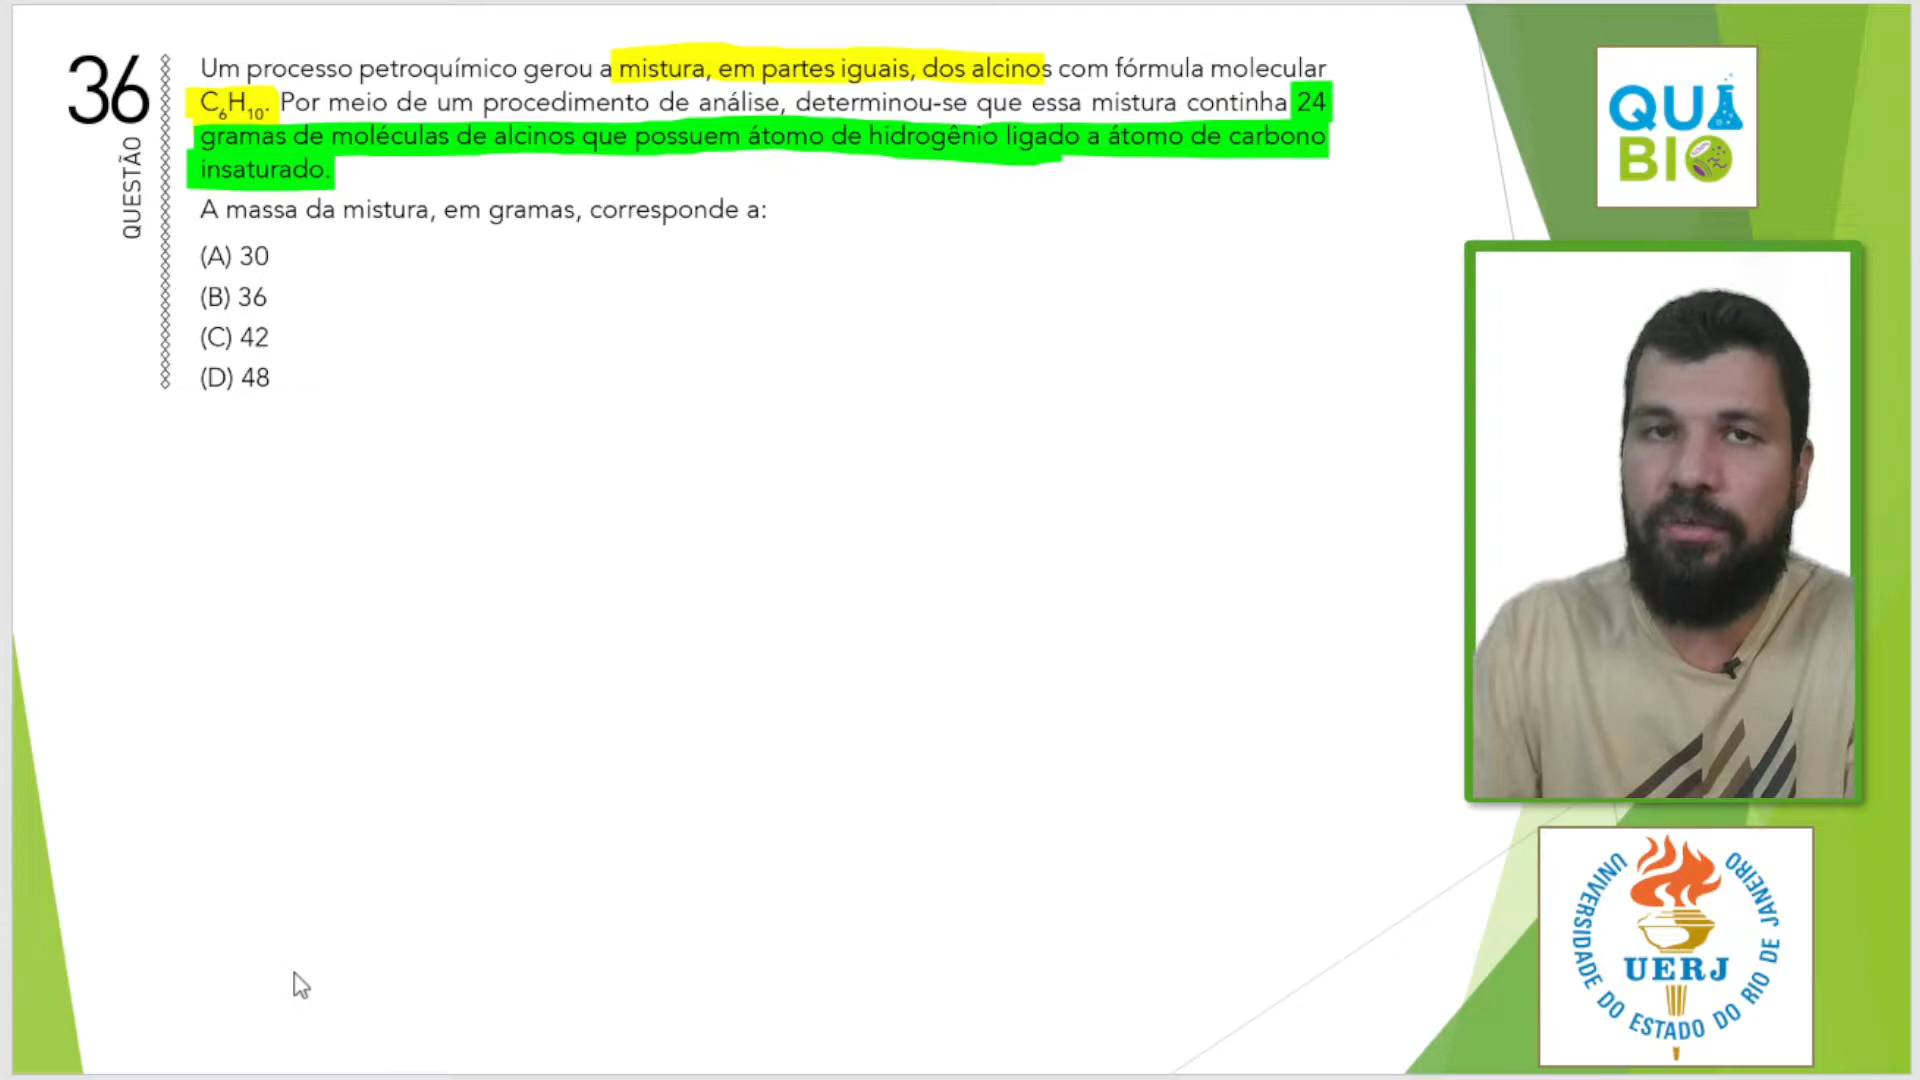 36
QUESTÃO
Um processo petroquímico gerou a mistura, em partes iguais, dos alcinos com fórmula molecular
C₆H₁₀. Por meio de um procedimento de análise, determinou-se que essa mistura continha 24
gramas de moléculas de alcinos que possuem átomo de hidrogênio ligado a átomo de carbono
insaturado.
A massa da mistura, em gramas, corresponde a:
(A) 30
(B) 36
(C) 42
(D) 48
QUI
BIO
UNIVERSIDADE DO ESTADO DO RIO DE JANEIRO
UERJ